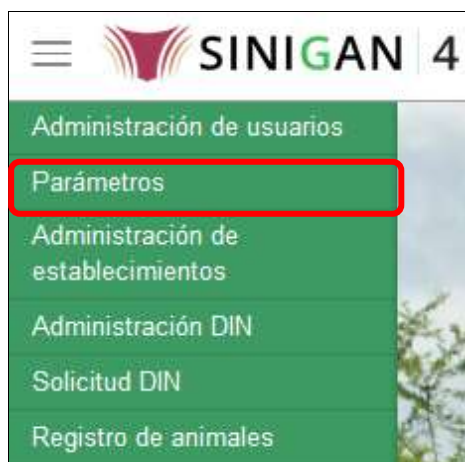 SINIGAN 4
Administración de usuarios
Parámetros
Administración de
establecimientos
Administración DIN
Solicitud DIN
Registro de animales